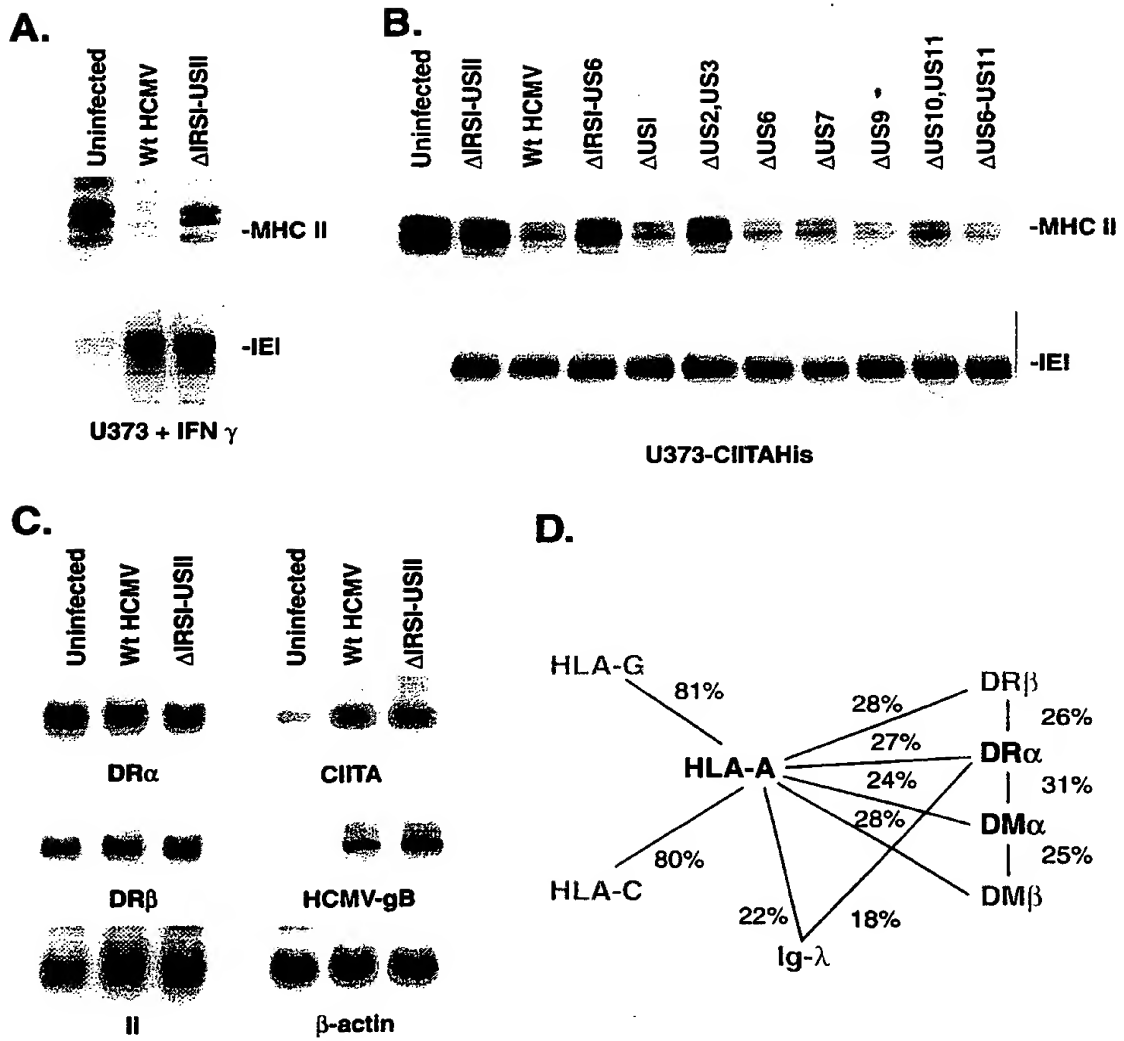 A.
Uninfected
Wt HCMV
ΔIRSI-USII
-MHC II
-IEI
U373 + IFN γ
B.
Uninfected
ΔIRSI-USII
Wt HCMV
ΔIRSI-US6
ΔUSI
ΔUS2,US3
ΔUS6
ΔUS7
ΔUS9
ΔUS10,US11
ΔUS6-US11
-MHC II
-IEI
U373-CIITAHis
C.
Uninfected
Wt HCMV
ΔIRSI-USII
DRα
DRβ
II
Uninfected
Wt HCMV
ΔIRSI-USII
CIITA
HCMV-gB
β-actin
D.
HLA-G
81%
HLA-A
80%
HLA-C
28%
27%
24%
28%
22%
18%
Ig-λ
DRβ
26%
DRα
31%
DMα
25%
DMβ